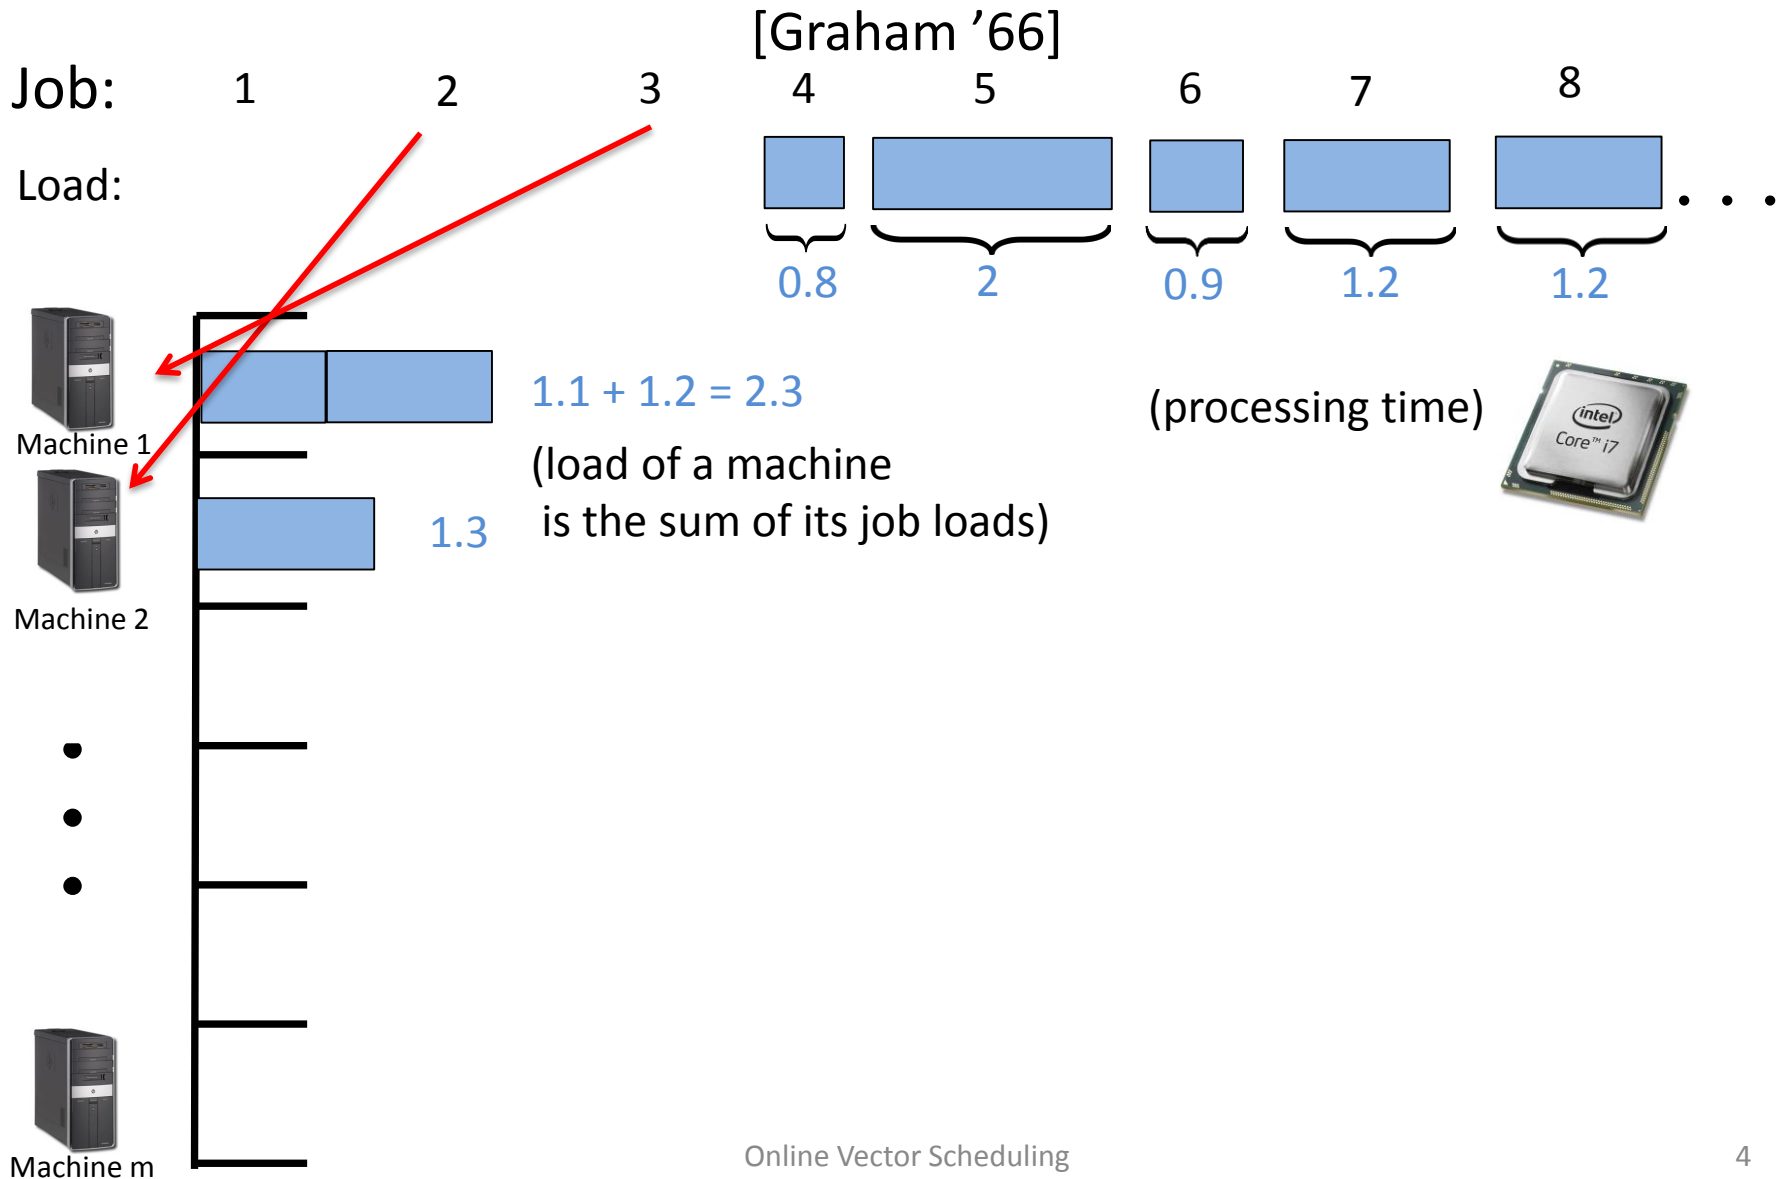 [Graham ’66]
Job: 1 2 3 4 5 6 7 8
Load:
0.8 2 0.9 1.2 1.2
Machine 1
1.1 + 1.2 = 2.3
(processing time)
intel
Core™ i7
(load of a machine
is the sum of its job loads)
1.3
Machine 2
Machine m
Online Vector Scheduling
4